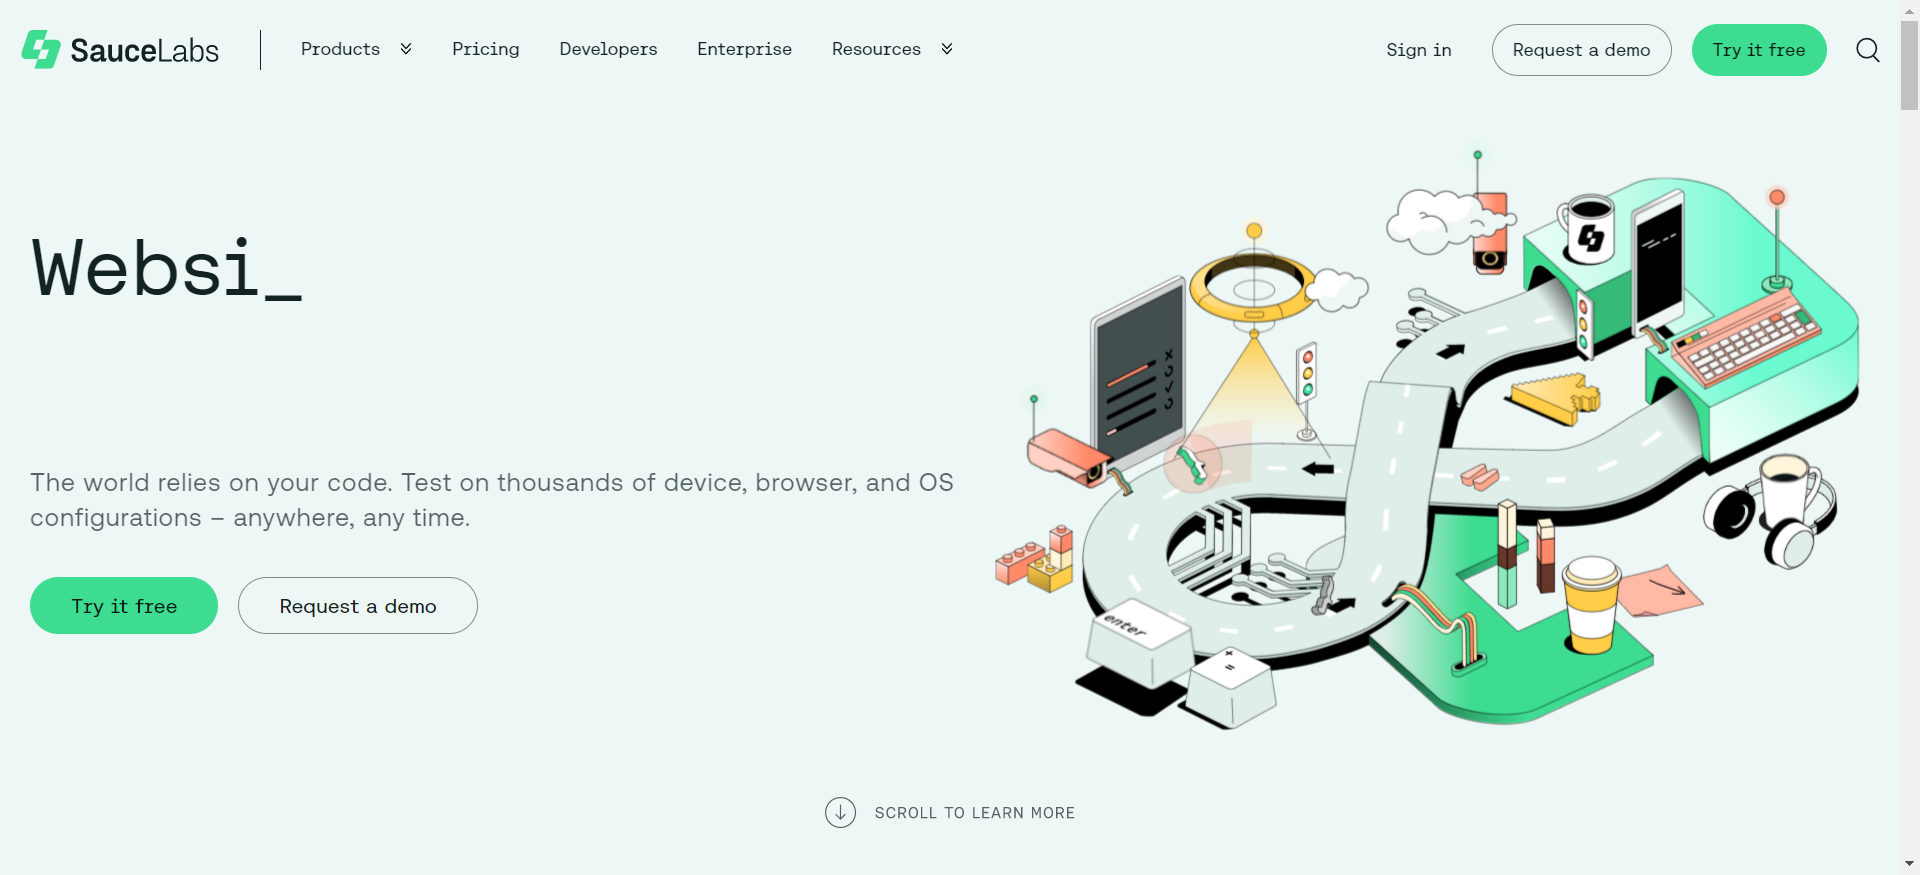 SauceLabs
Products
Pricing
Developers
Enterprise
Resources
Sign in
Request a demo
Try it free
Websi_
The world relies on your code. Test on thousands of device, browser, and OS
configurations – anywhere, any time.
Try it free
Request a demo
enter
+
=
SCROLL TO LEARN MORE